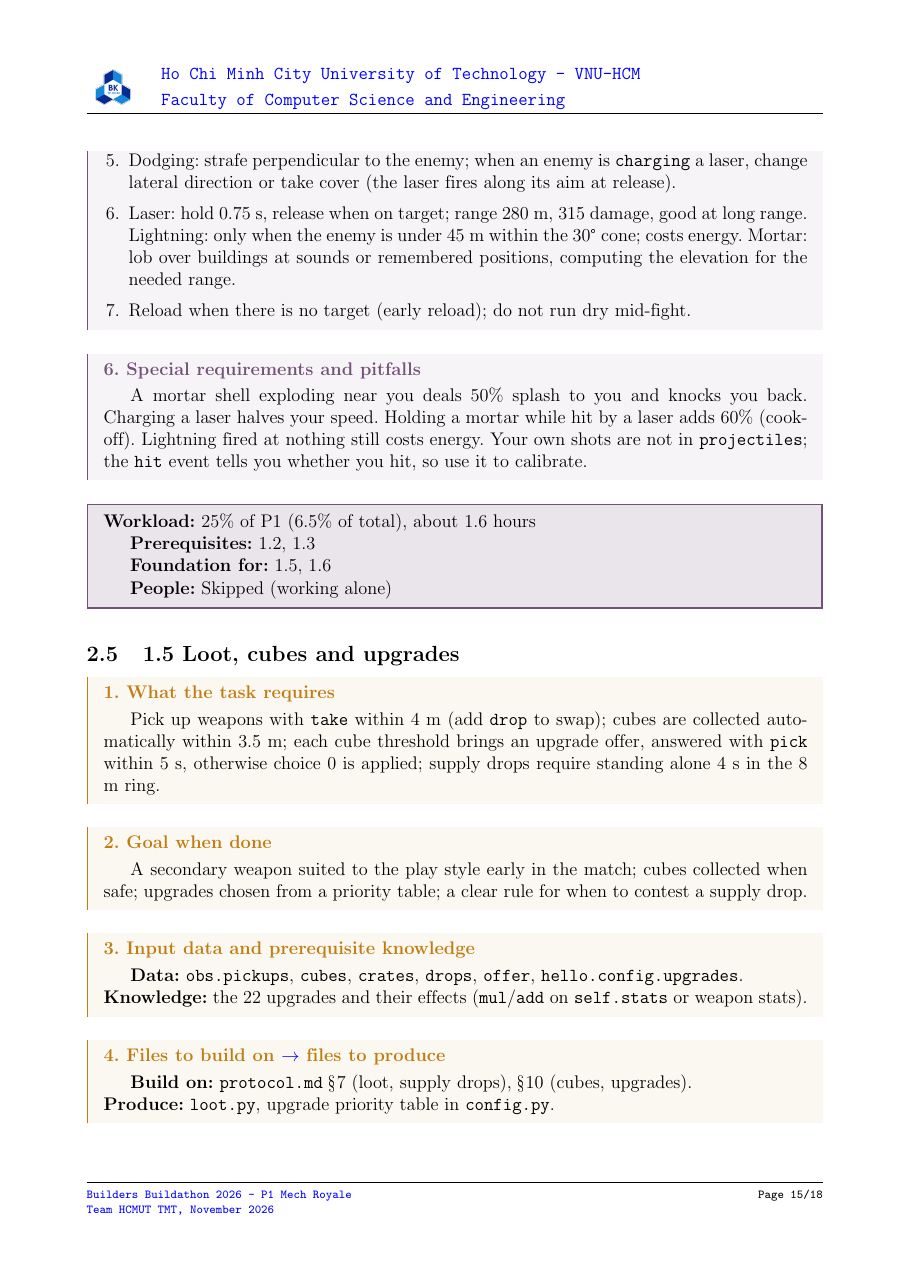 BK
Ho Chi Minh City University of Technology - VNU-HCM
Faculty of Computer Science and Engineering
5. Dodging: strafe perpendicular to the enemy; when an enemy is charging a laser, change
lateral direction or take cover (the laser fires along its aim at release).
6. Laser: hold 0.75 s, release when on target; range 280 m, 315 damage, good at long range.
Lightning: only when the enemy is under 45 m within the 30° cone; costs energy. Mortar:
lob over buildings at sounds or remembered positions, computing the elevation for the
needed range.
7. Reload when there is no target (early reload); do not run dry mid-fight.
6. Special requirements and pitfalls
A mortar shell exploding near you deals 50% splash to you and knocks you back.
Charging a laser halves your speed. Holding a mortar while hit by a laser adds 60% (cook-
off). Lightning fired at nothing still costs energy. Your own shots are not in projectiles;
the hit event tells you whether you hit, so use it to calibrate.
Workload: 25% of P1 (6.5% of total), about 1.6 hours
Prerequisites: 1.2, 1.3
Foundation for: 1.5, 1.6
People: Skipped (working alone)
2.5 1.5 Loot, cubes and upgrades
1. What the task requires
Pick up weapons with take within 4 m (add drop to swap); cubes are collected auto-
matically within 3.5 m; each cube threshold brings an upgrade offer, answered with pick
within 5 s, otherwise choice 0 is applied; supply drops require standing alone 4 s in the 8
m ring.
2. Goal when done
A secondary weapon suited to the play style early in the match; cubes collected when
safe; upgrades chosen from a priority table; a clear rule for when to contest a supply drop.
3. Input data and prerequisite knowledge
Data: obs.pickups, cubes, crates, drops, offer, hello.config.upgrades.
Knowledge: the 22 upgrades and their effects (mul/add on self.stats or weapon stats).
4. Files to build on → files to produce
Build on: protocol.md §7 (loot, supply drops), §10 (cubes, upgrades).
Produce: loot.py, upgrade priority table in config.py.
Builders Buildathon 2026 - P1 Mech Royale
Page 15/18
Team HCMUT TMT, November 2026